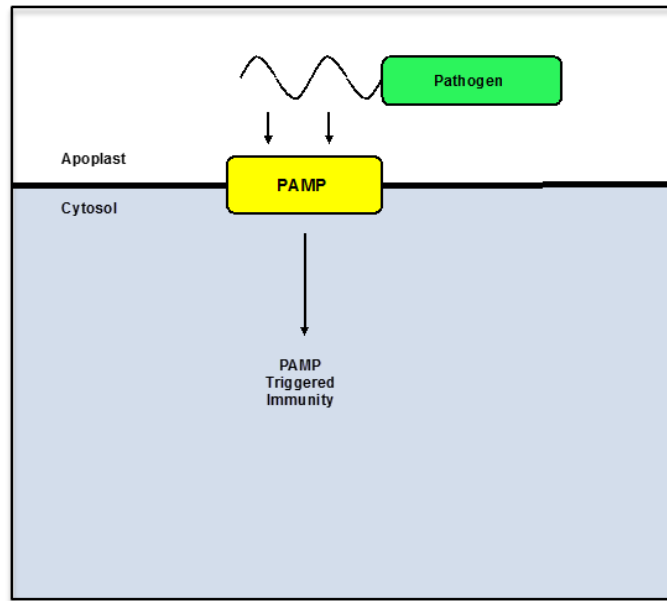 Pathogen
Apoplast
PAMP
Cytosol
PAMP
Triggered
Immunity